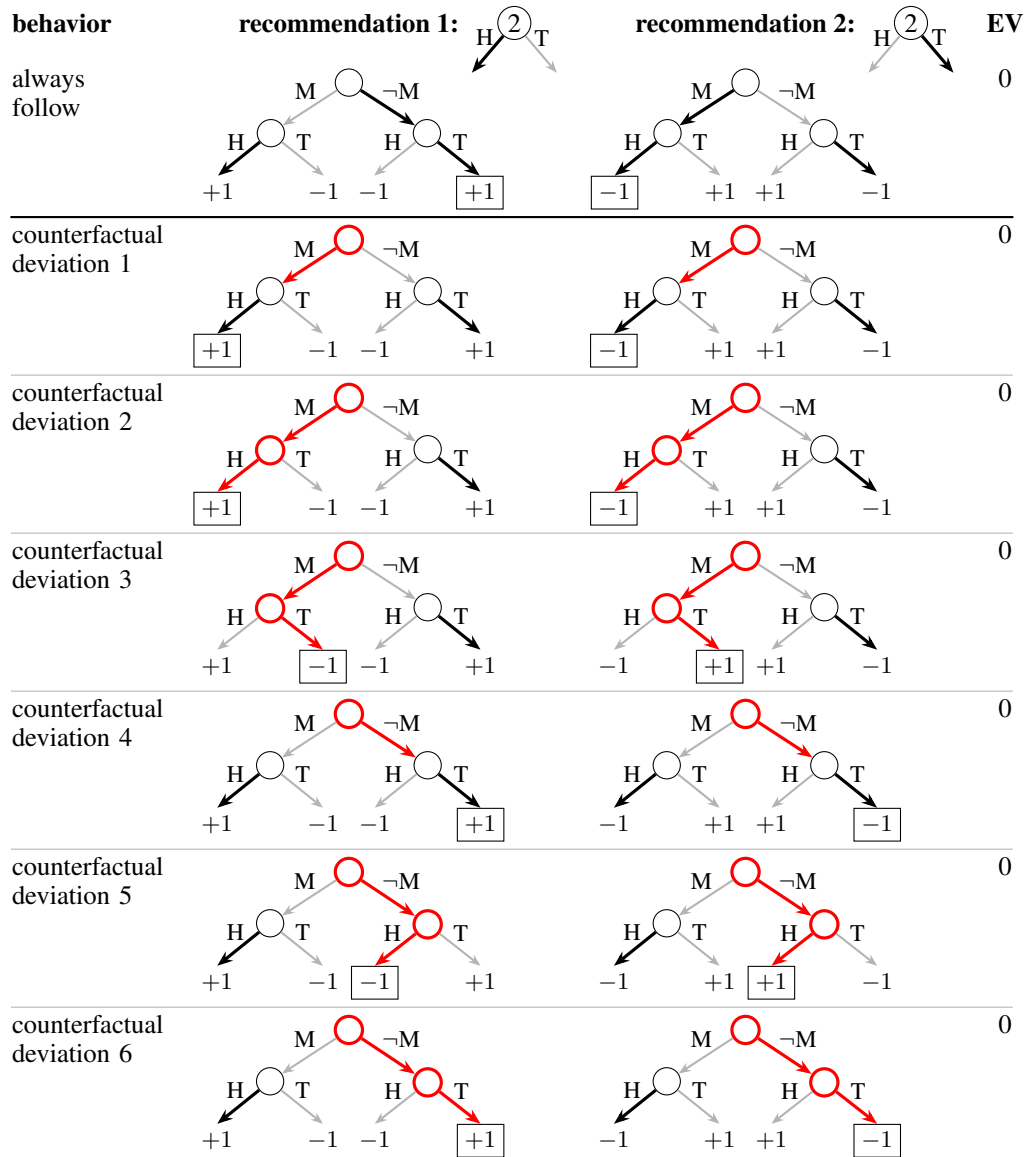 behavior recommendation 1: 2 H T recommendation 2: 2 H T EV
always follow 0
M ¬M M ¬M
H T H T H T H T
+1 −1 −1 +1 −1 +1 +1 −1
counterfactual deviation 1 0
M ¬M M ¬M
H T H T H T H T
+1 −1 −1 +1 −1 +1 +1 −1
counterfactual deviation 2 0
M ¬M M ¬M
H T H T H T H T
+1 −1 −1 +1 −1 +1 +1 −1
counterfactual deviation 3 0
M ¬M M ¬M
H T H T H T H T
+1 −1 −1 +1 −1 +1 +1 −1
counterfactual deviation 4 0
M ¬M M ¬M
H T H T H T H T
+1 −1 −1 +1 −1 +1 +1 −1
counterfactual deviation 5 0
M ¬M M ¬M
H T H T H T H T
+1 −1 −1 +1 −1 +1 +1 −1
counterfactual deviation 6 0
M ¬M M ¬M
H T H T H T H T
+1 −1 −1 +1 −1 +1 +1 −1